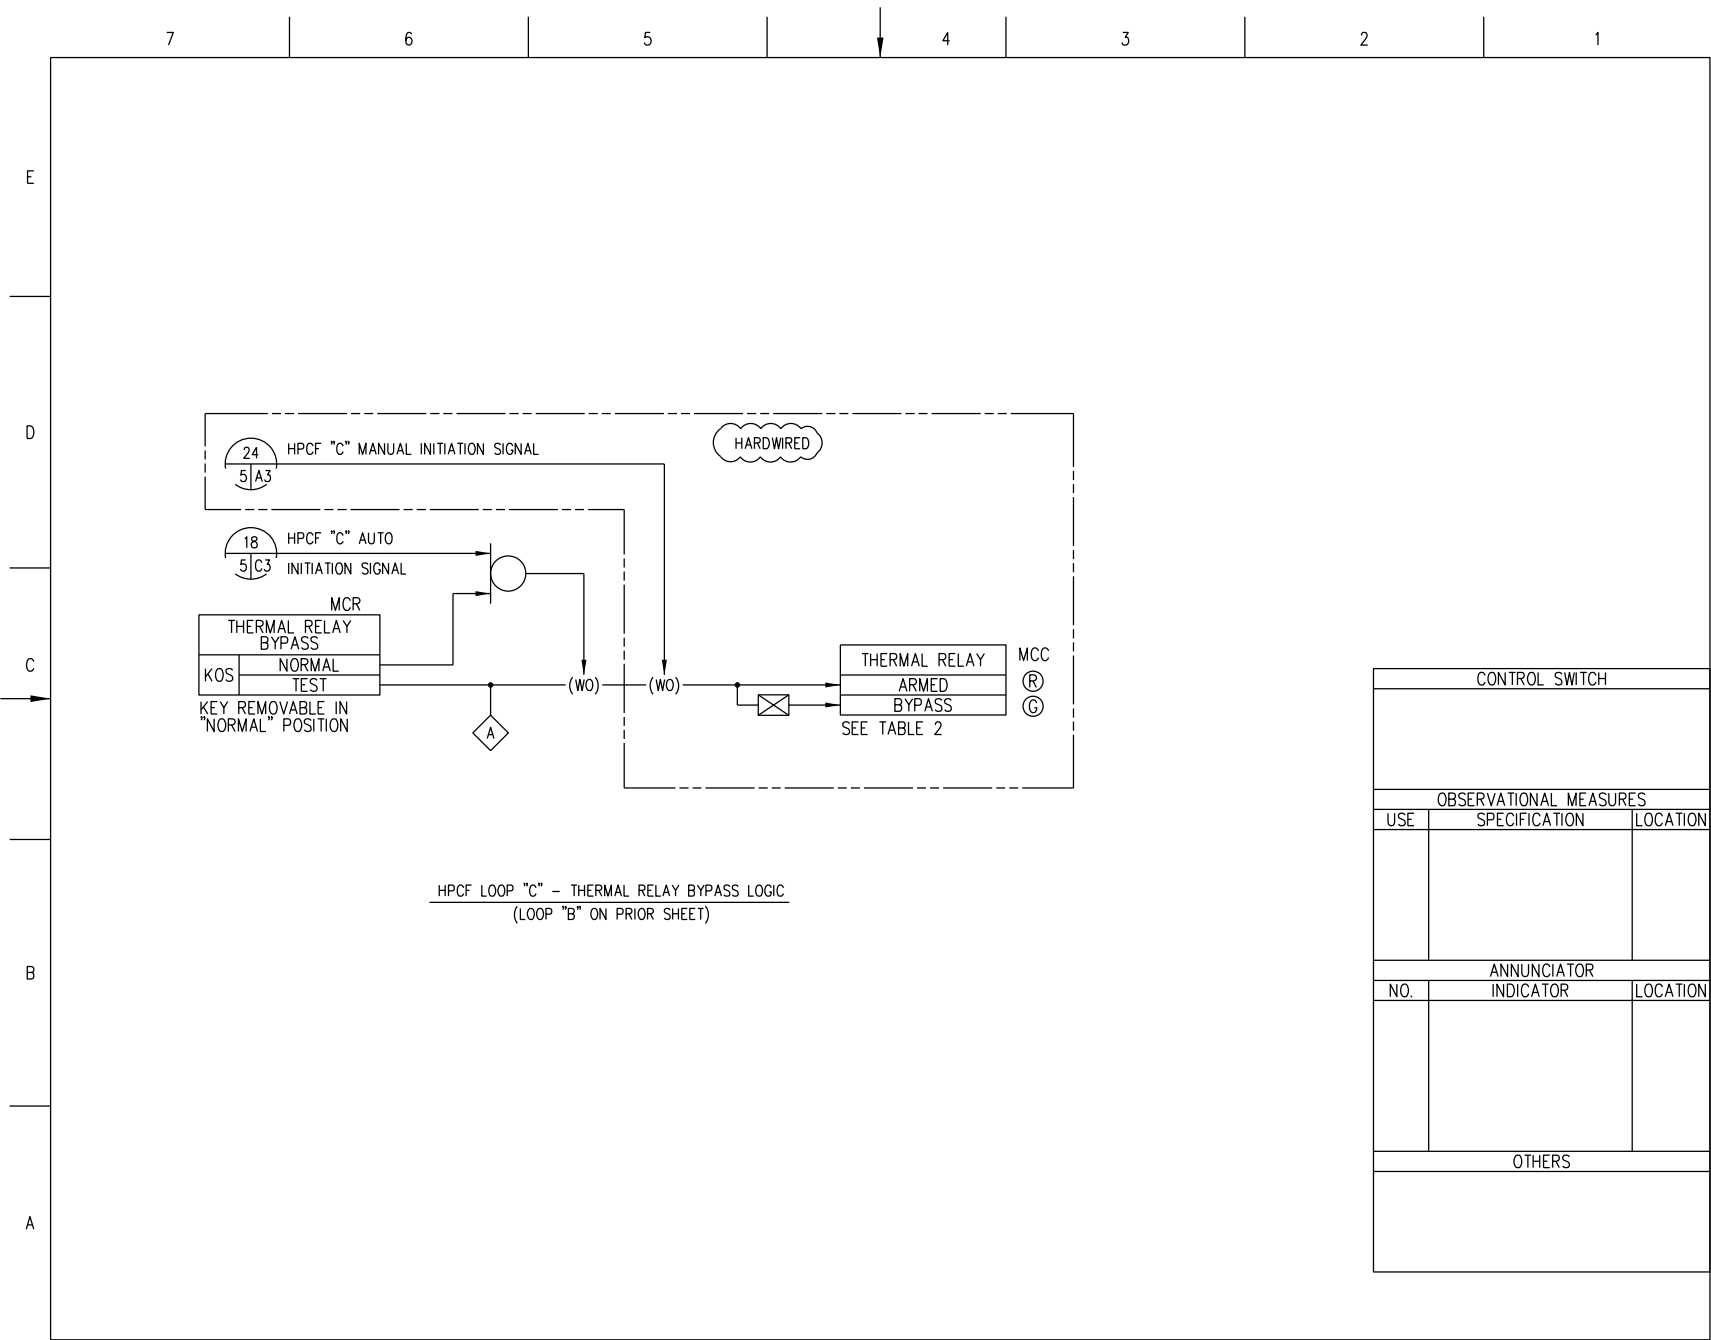 7 6 5 4 3 2 1
E
D
C
B
A
24
5 A3
HPCF "C" MANUAL INITIATION SIGNAL
HARDWIRED
18
5 C3
HPCF "C" AUTO
INITIATION SIGNAL
MCR
THERMAL RELAY
BYPASS
KOS
NORMAL
TEST
KEY REMOVABLE IN
"NORMAL" POSITION
A
(WO)
(WO)
THERMAL RELAY
ARMED
BYPASS
MCC
R
G
SEE TABLE 2
HPCF LOOP "C" - THERMAL RELAY BYPASS LOGIC
(LOOP "B" ON PRIOR SHEET)
CONTROL SWITCH
OBSERVATIONAL MEASURES
USE SPECIFICATION LOCATION
ANNUNCIATOR
NO. INDICATOR LOCATION
OTHERS